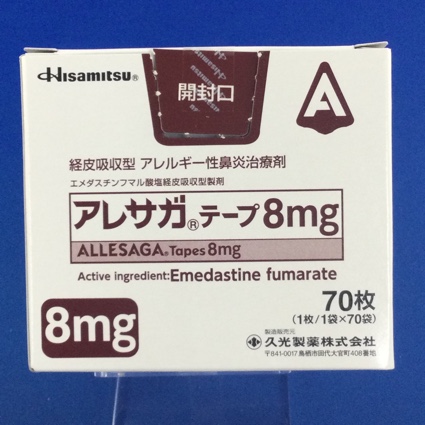 Hisamitsu®
開封口
A
経皮吸収型 アレルギー性鼻炎治療剤
エメダスチンフマル酸塩経皮吸収型製剤
アレサガ®テープ8mg
ALLESAGA®Tapes8mg
Active ingredient:Emedastine fumarate
8mg
70枚
(1枚/1袋×70袋)
製造販売元
久光製薬株式会社
〒841-0017 鳥栖市田代大官町408番地